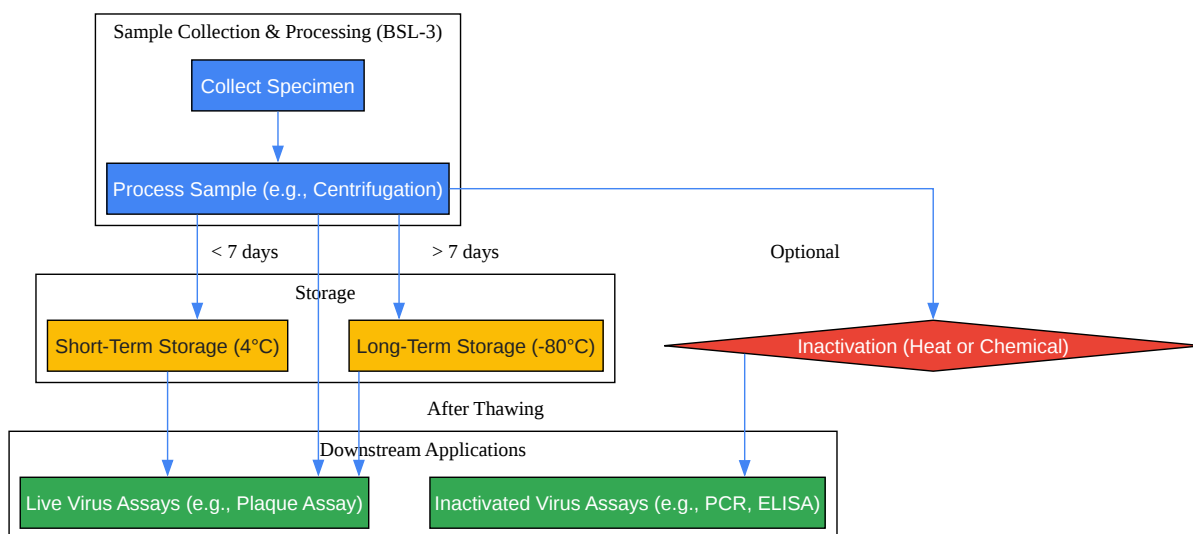 Sample Collection & Processing (BSL-3)
Collect Specimen
Process Sample (e.g., Centrifugation)
< 7 days
> 7 days
Optional
Storage
Short-Term Storage (4°C)
Long-Term Storage (-80°C)
Inactivation (Heat or Chemical)
After Thawing
Downstream Applications
Live Virus Assays (e.g., Plaque Assay)
Inactivated Virus Assays (e.g., PCR, ELISA)